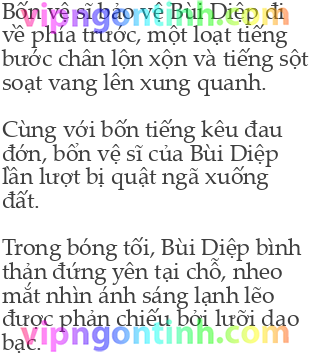 Bốn vệ sĩ bảo vệ Bùi Diệp đi
về phía trước, một loạt tiếng
bước chân lộn xộn và tiếng sột
soạt vang lên xung quanh.
Cùng với bốn tiếng kêu đau
đớn, bổn vệ sĩ của Bùi Diệp
lần lượt bị quật ngã xuống
đất.
Trong bóng tối, Bùi Diệp bình
thản đứng yên tại chỗ, nheo
mắt nhìn ánh sáng lạnh lẽo
được phản chiếu bởi lưỡi dao
bạc.
vipngontinh.com
vipngontinh.com